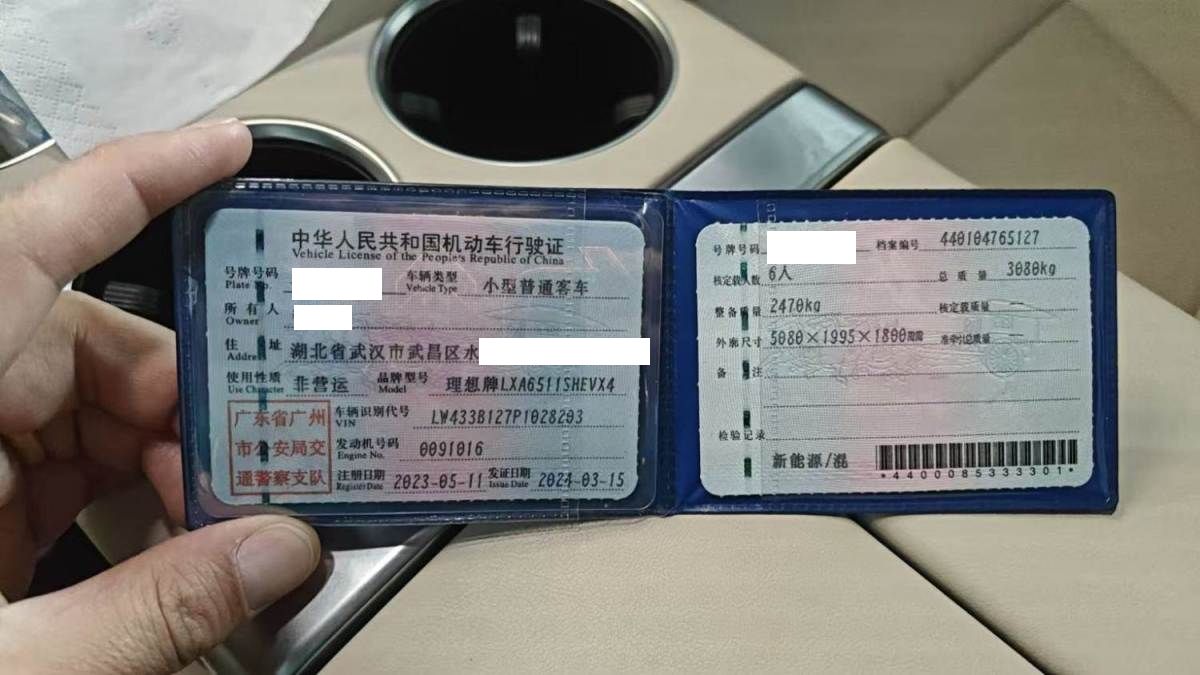 中华人民共和国机动车行驶证
Vehicle License of the People's Republic of China
号牌号码
Plate No.
车辆类型 小型普通客车
Vehicle Type
所有人
Owner
住址 湖北省武汉市武昌区水
Address
使用性质 非营运
Use Character
品牌型号 理想牌LXA6511SHEVX4
Model
广东省广州
市公安局交
通警察支队
车辆识别代号 LW433B127P1028203
VIN
发动机号码 0091016
Engine No.
注册日期 2023-05-11
Register Date
发证日期 2024-03-15
Issue Date
号牌号码
档案编号 440104765127
核定载人数 6人
总质量 3080kg
整备质量 2470kg
核定载质量
外廓尺寸 5080×1995×1800
准牵引总质量
备注
检验记录
新能源/混
*4400085333301*